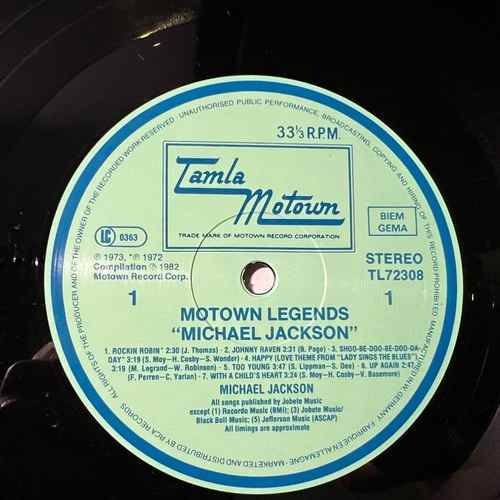 UNAUTHORISED PUBLIC PERFORMANCE, BROADCASTING, COPYING AND HIRING OF THIS RECORD PROHIBITED. MANUFACTURED IN W. GERMANY. FABRIQUE EN ALLEMAGNE • MARKETED AND DISTRIBUTED BY RCA RECORDS. ALL RIGHTS OF THE PRODUCER AND OF THE OWNER OF THE RECORDED WORK RESERVED.
33⅓ R.P.M.
Tamla
Motown
TRADE MARK OF MOTOWN RECORD CORPORATION
LC 0363
BIEM
GEMA
℗ 1973, *℗ 1972
Compilation ℗ 1982
Motown Record Corp.
STEREO
TL72308
1
1
MOTOWN LEGENDS
"MICHAEL JACKSON"
1. ROCKIN ROBIN* 2:30 (J. Thomas) · 2. JOHNNY RAVEN 2:31 (B. Page) · 3. SHOO-BE-DOO-BE-DOO-DA-
DAY* 3:19 (S. Moy-H. Cosby-S. Wonder) · 4. HAPPY (LOVE THEME FROM "LADY SINGS THE BLUES")
3:19 (M. Legrand-W. Robinson) · 5. TOO YOUNG 3:47 (S. Lippman-S. Dee) · 6. UP AGAIN 2:47
(F. Perren-C. Yarian) · 7. WITH A CHILD'S HEART 3:24 (S. Moy-H. Cosby-V. Basemore)
MICHAEL JACKSON
All songs published by Jobete Music
except (1) Recordo Music (BMI); (3) Jobete Music/
Black Bull Music; (5) Jefferson Music (ASCAP)
All timings are approximate